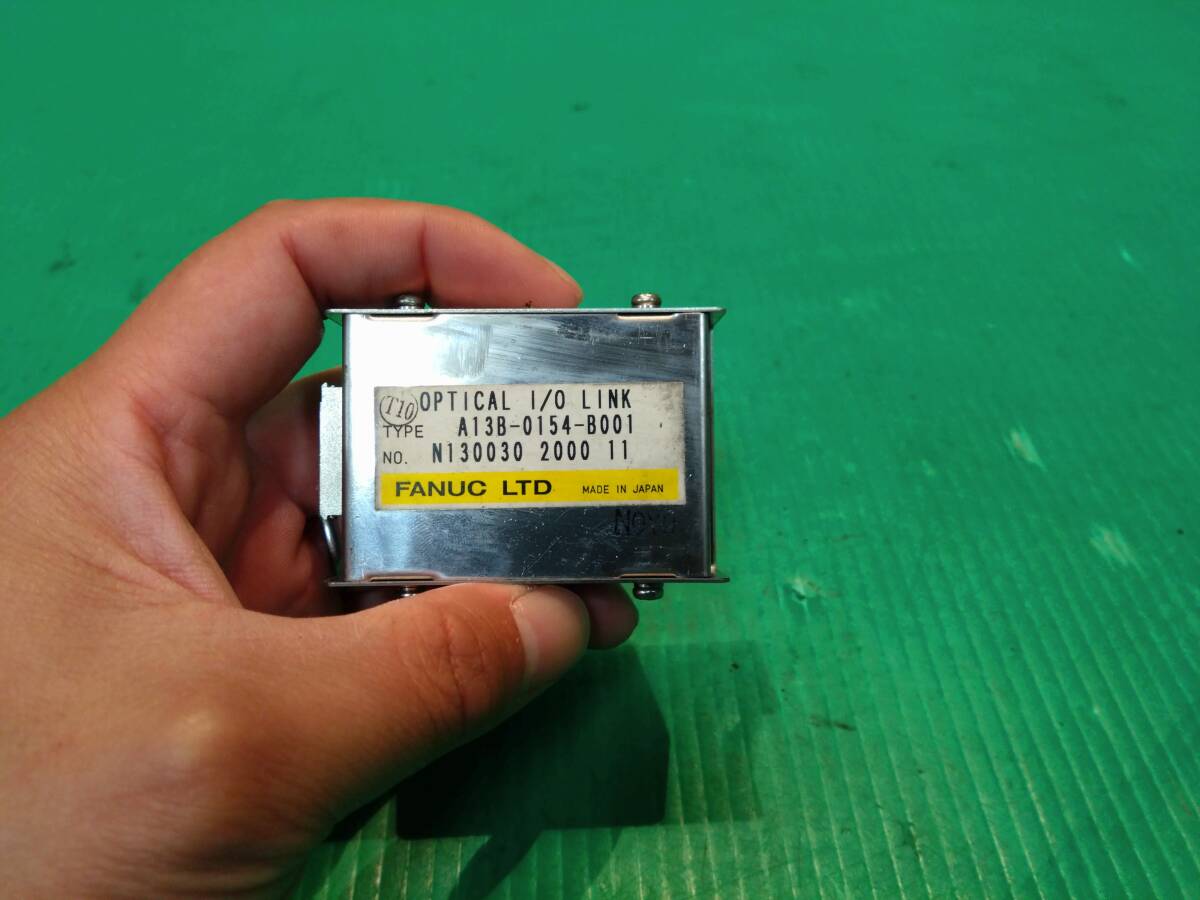 T10 OPTICAL I/O LINK
TYPE A13B-0154-B001
NO. N130030 2000 11
FANUC LTD MADE IN JAPAN